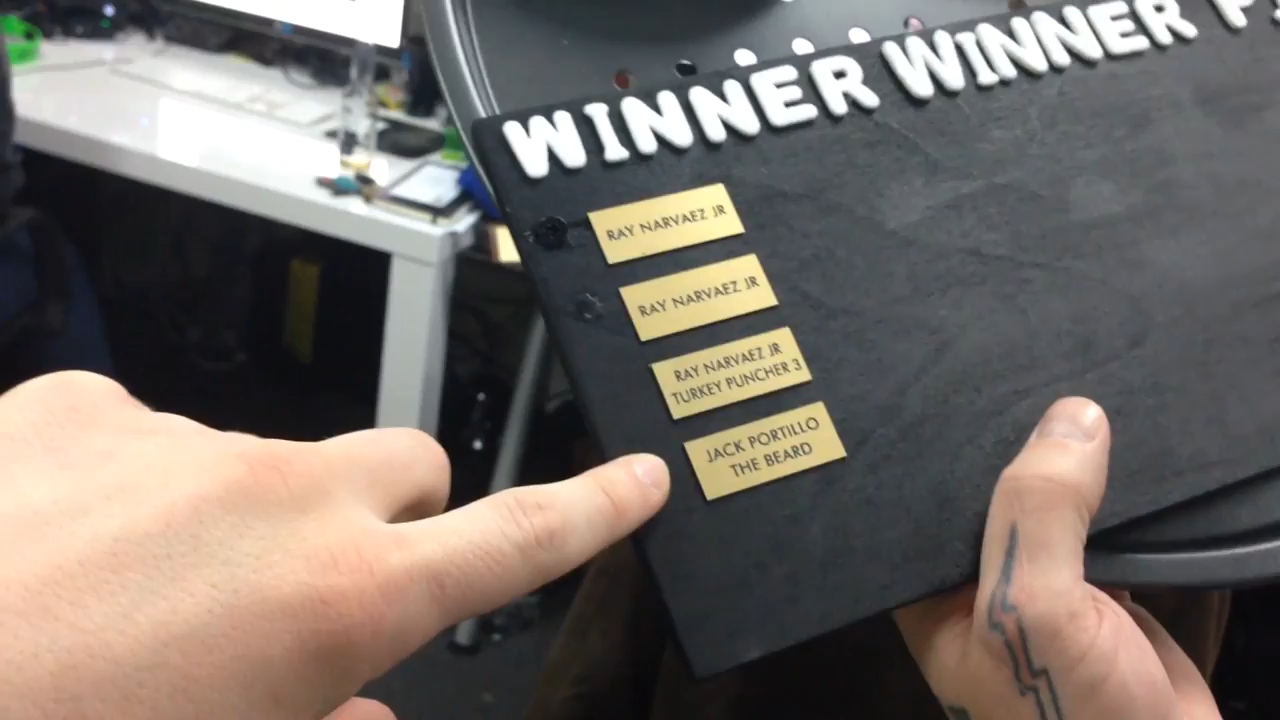 WINNER WINNER
RAY NARVAEZ JR
RAY NARVAEZ JR
RAY NARVAEZ JR
TURKEY PUNCHER 3
JACK PORTILLO
THE BEARD